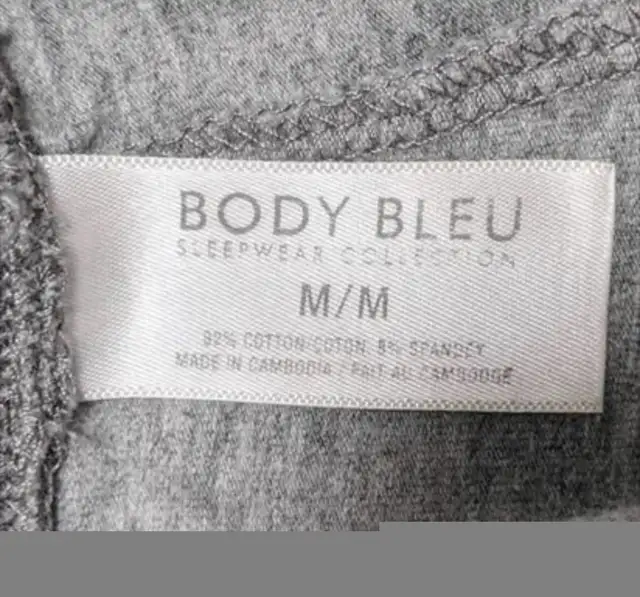 BODY BLEU
SLEEPWEAR COLLECTION
M/M
92% COTTON/COTON, 8% SPANDEX
MADE IN CAMBODIA / FAIT AU CAMBODGE